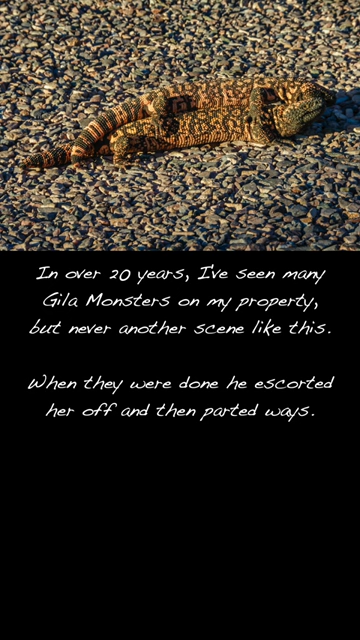 In over 20 years, I've seen many
Gila Monsters on my property,
but never another scene like this.
When they were done he escorted
her off and then parted ways.